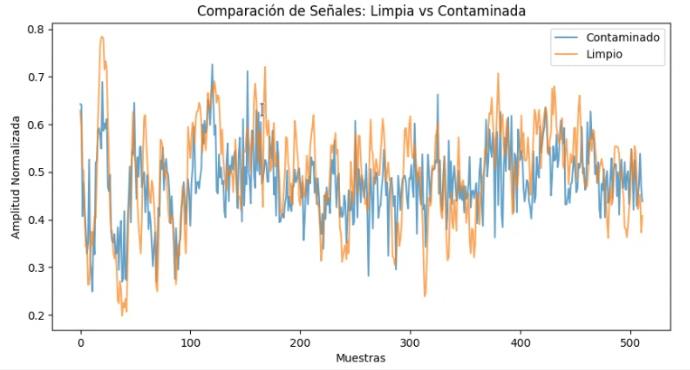 Comparación de Señales: Limpia vs Contaminada
Contaminado
Limpio
Amplitud Normalizada
0.8
0.7
0.6
0.5
0.4
0.3
0.2
0
100
200
300
400
500
Muestras